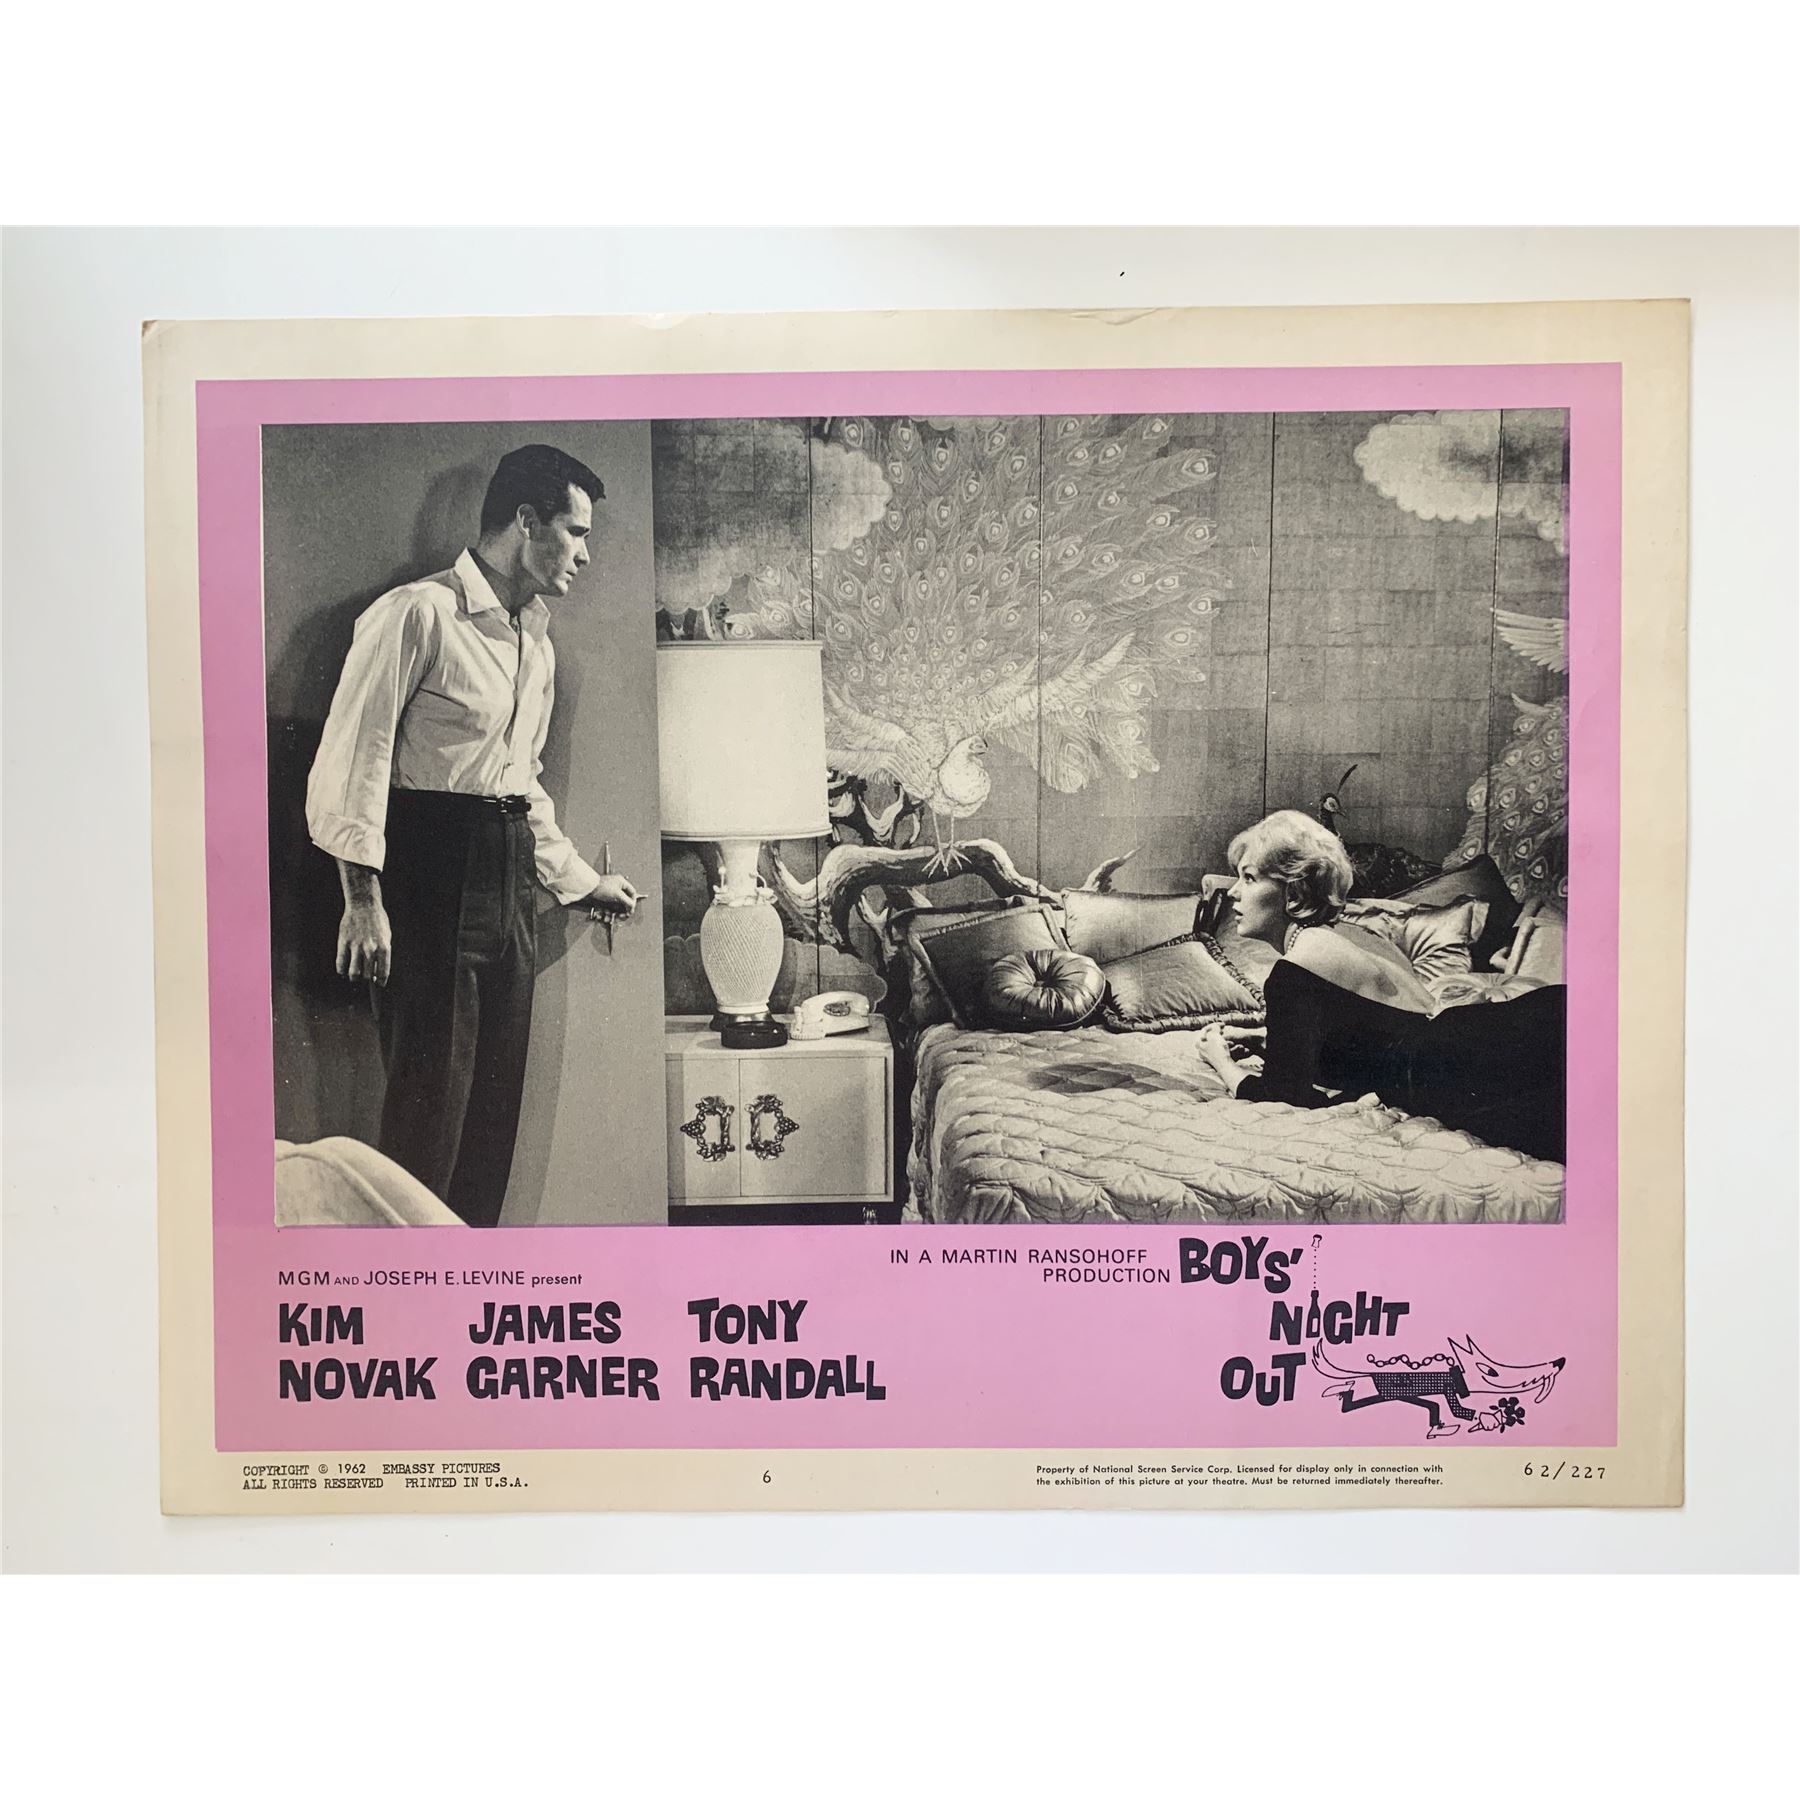 MGM AND JOSEPH E. LEVINE present
KIM NOVAK
JAMES GARNER
TONY RANDALL
IN A MARTIN RANSOHOFF
PRODUCTION
BOYS'
NIGHT
OUT
COPYRIGHT © 1962 EMBASSY PICTURES
ALL RIGHTS RESERVED PRINTED IN U.S.A.
6
Property of National Screen Service Corp. Licensed for display only in connection with
the exhibition of this picture at your theatre. Must be returned immediately thereafter.
62/227